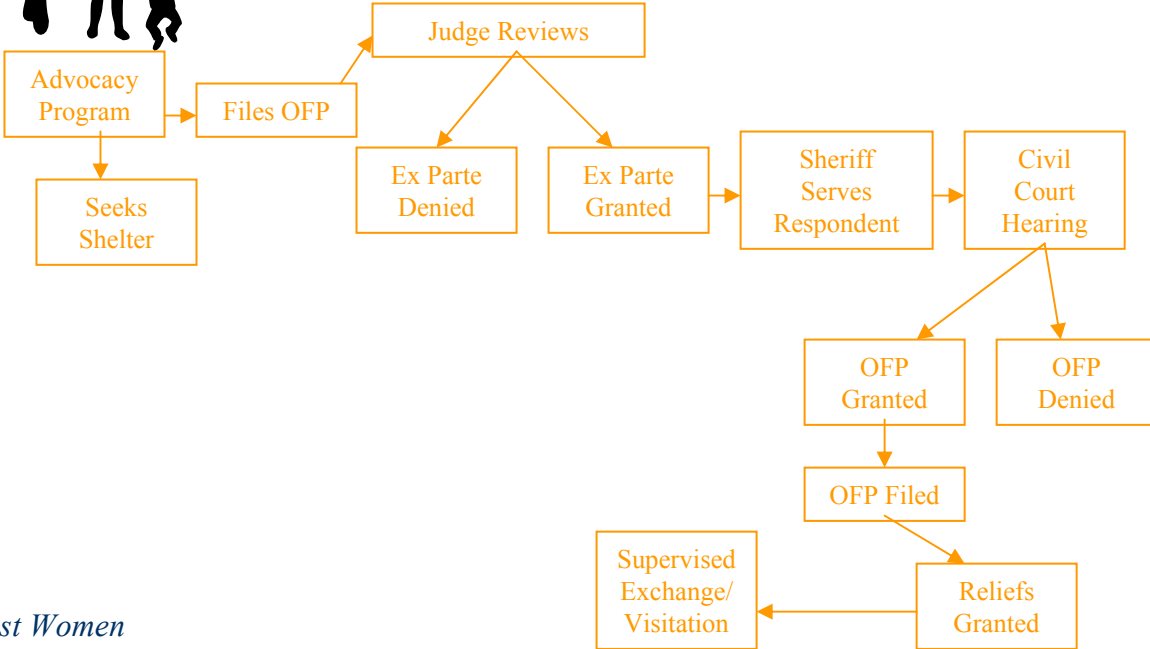 Judge Reviews
Advocacy
Program
Files OFP
Seeks
Shelter
Ex Parte
Denied
Ex Parte
Granted
Sheriff
Serves
Respondent
Civil
Court
Hearing
OFP
Granted
OFP
Denied
OFP Filed
Supervised
Exchange/
Visitation
Reliefs
Granted
st Women